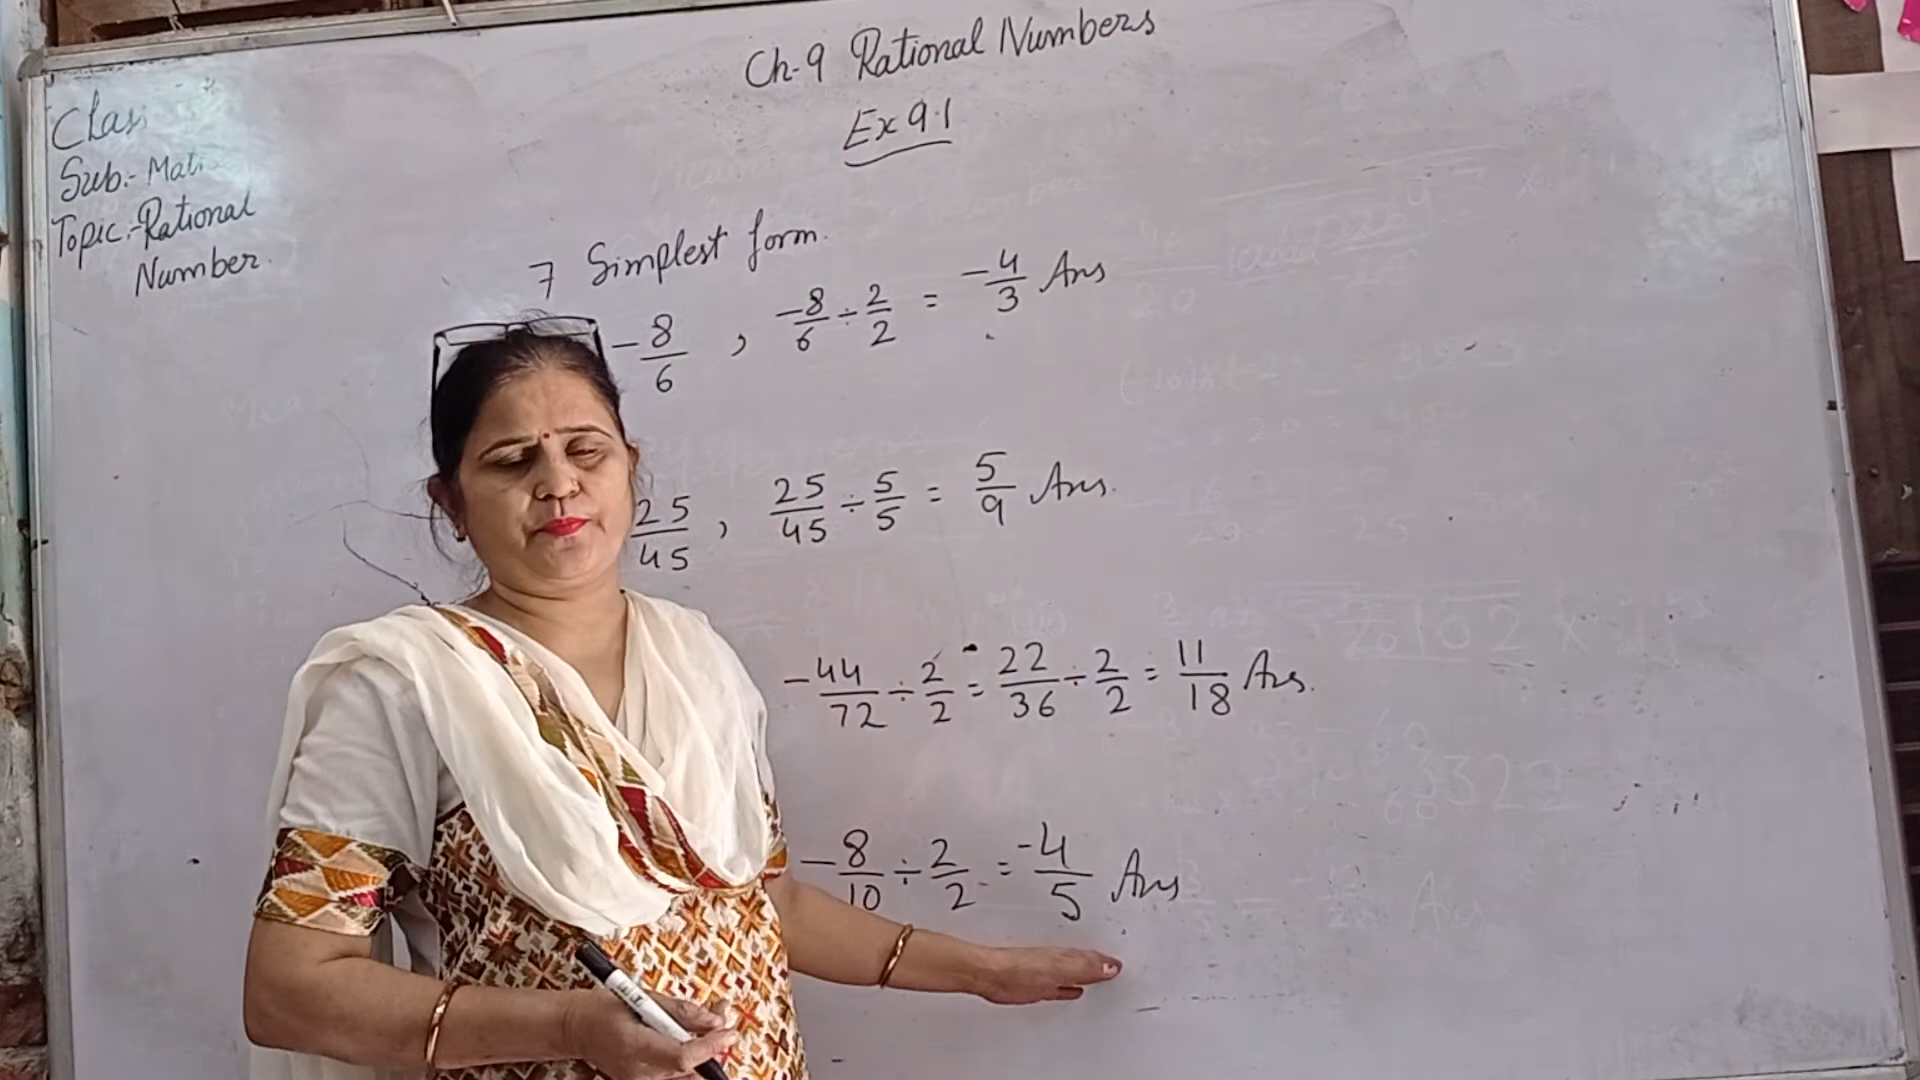 Ch-9 Rational Numbers
Ex 9.1
Clas
Sub:- Mat
Topic:- Rational
Number.
7 Simplest form.
-8/6 , -8/6 ÷ 2/2 = -4/3 Ans
25/45 , 25/45 ÷ 5/5 = 5/9 Ans.
-44/72 ÷ 2/2 = 22/36 ÷ 2/2 = 11/18 Ans.
-8/10 ÷ 2/2 = -4/5 Ans